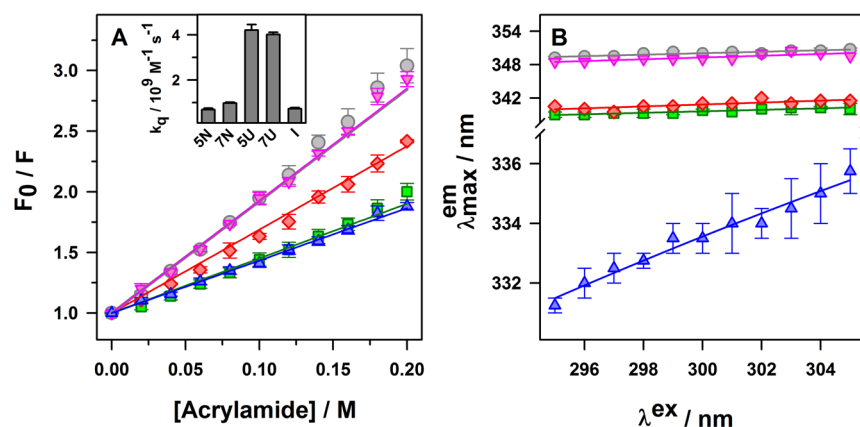 A
F0 / F
3.0
2.5
2.0
1.5
1.0
0.00 0.05 0.10 0.15 0.20
[Acrylamide] / M
kq / 10^9 M^-1 s^-1
4
2
5N 7N 5U 7U I
B
λ^em_max / nm
354
348
342
336
334
332
296 298 300 302 304
λ^ex / nm